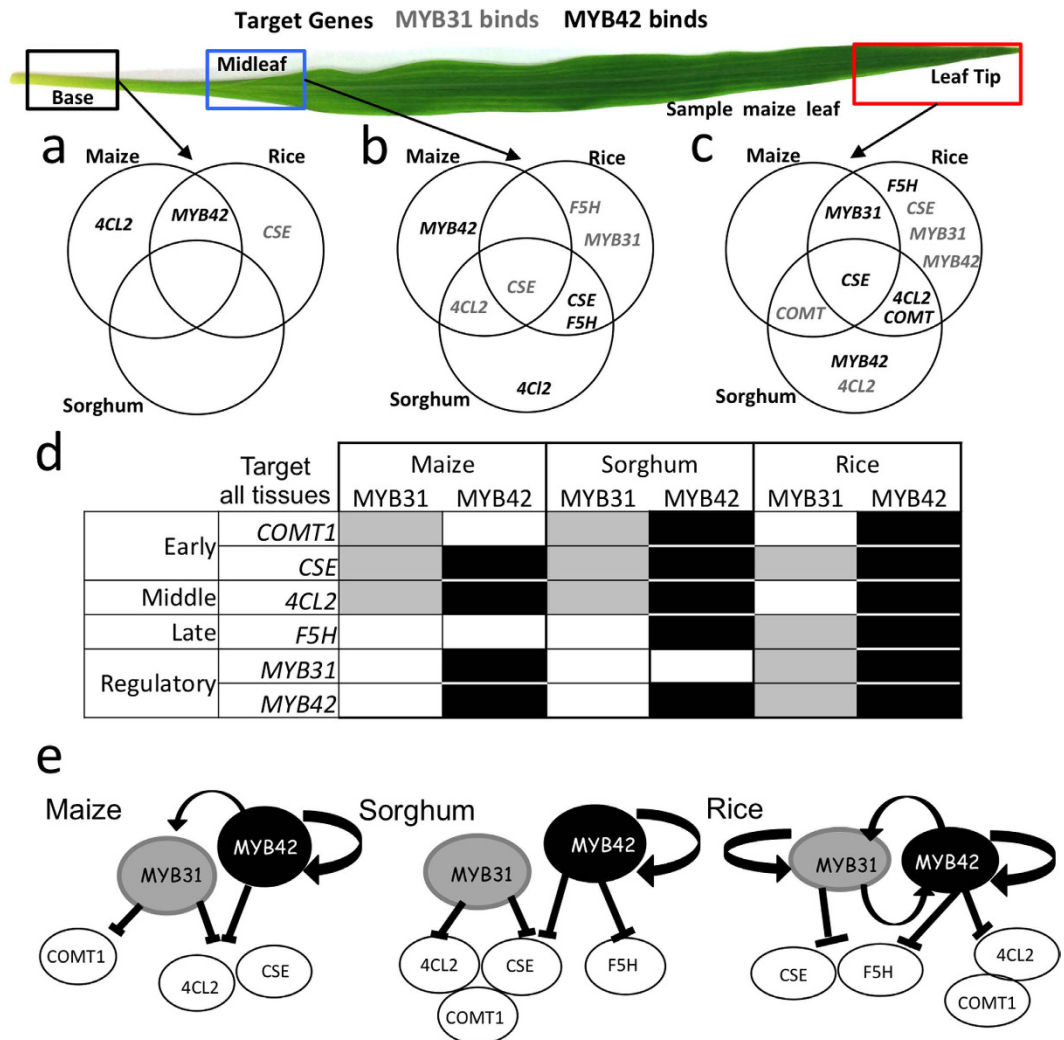 Target Genes MYB31 binds MYB42 binds
Base
Midleaf
Sample maize leaf
Leaf Tip
a
Maize
Rice
4CL2
MYB42
CSE
Sorghum
b
Maize
Rice
MYB42
F5H
MYB31
CSE
4CL2
CSE
F5H
4Cl2
Sorghum
c
Maize
Rice
F5H
CSE
MYB31
MYB31
MYB42
CSE
COMT
4CL2
COMT
MYB42
4CL2
Sorghum
d
Target all tissues Maize Sorghum Rice
MYB31 MYB42 MYB31 MYB42 MYB31 MYB42
Early COMT1
CSE
Middle 4CL2
Late F5H
Regulatory MYB31
MYB42
e
Maize
MYB42
MYB31
COMT1
4CL2
CSE
Sorghum
MYB42
MYB31
4CL2
CSE
F5H
COMT1
Rice
MYB31
MYB42
CSE
F5H
4CL2
COMT1